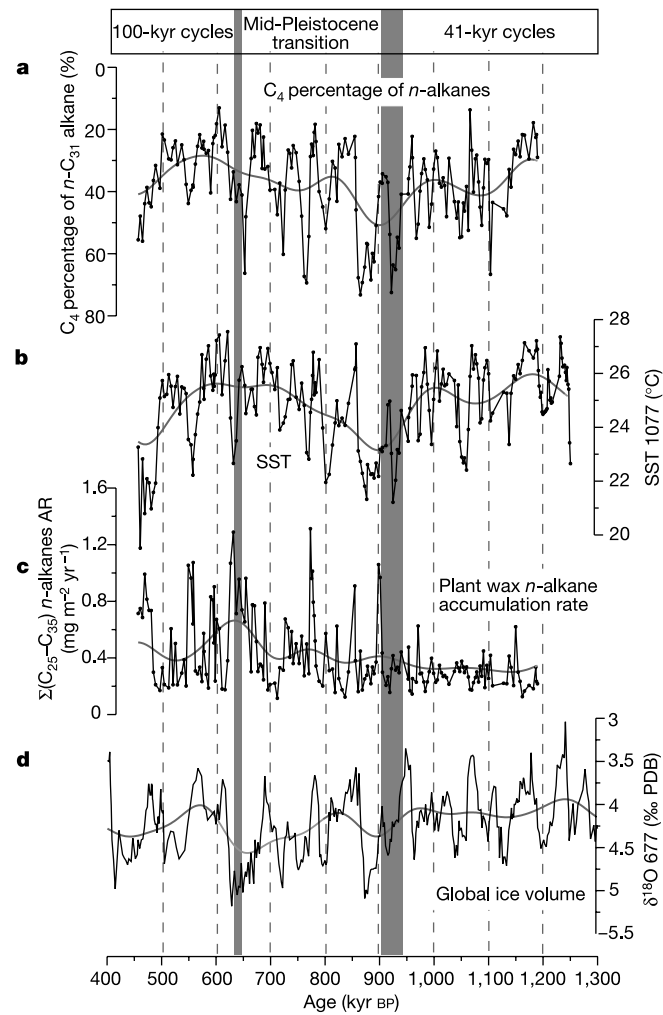 100-kyr cycles
Mid-Pleistocene
transition
41-kyr cycles
a
0
20
40
60
80
C4 percentage of n-C31 alkane (%)
C4 percentage of n-alkanes
b
28
26
24
22
20
SST 1077 (°C)
SST
c
1.6
1.2
0.8
0.4
0
Σ(C25–C35) n-alkanes AR
(mg m−2 yr−1)
Plant wax n-alkane
accumulation rate
d
3
3.5
4
4.5
5
5.5
δ18O 677 (‰ PDB)
Global ice volume
400
500
600
700
800
900
1,000
1,100
1,200
1,300
Age (kyr BP)